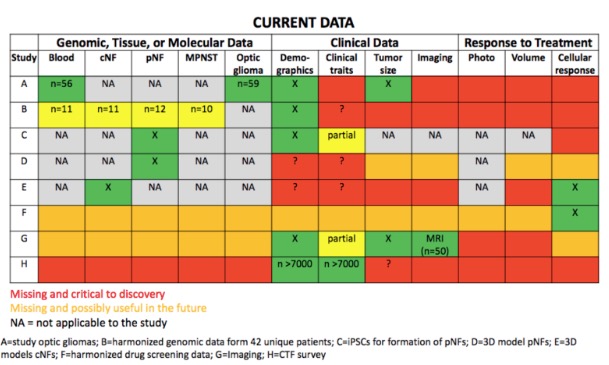 CURRENT DATA
Genomic, Tissue, or Molecular Data Clinical Data Response to Treatment
Study Blood cNF pNF MPNST Optic glioma Demo-graphics Clinical traits Tumor size Imaging Photo Volume Cellular response
A n=56 NA NA NA n=59 X X
B n=11 n=11 n=12 n=10 NA X ?
C NA NA X NA NA X partial NA NA NA NA
D NA NA X NA NA ? ? NA
E NA X NA NA NA ? ? NA X
F X
G X partial X MRI (n=50)
H n >7000 n >7000 ?
Missing and critical to discovery
Missing and possibly useful in the future
NA = not applicable to the study
A=study optic gliomas; B=harmonized genomic data form 42 unique patients; C=iPSCs for formation of pNFs; D=3D model pNFs; E=3D
models cNFs; F=harmonized drug screening data; G=Imaging; H=CTF survey